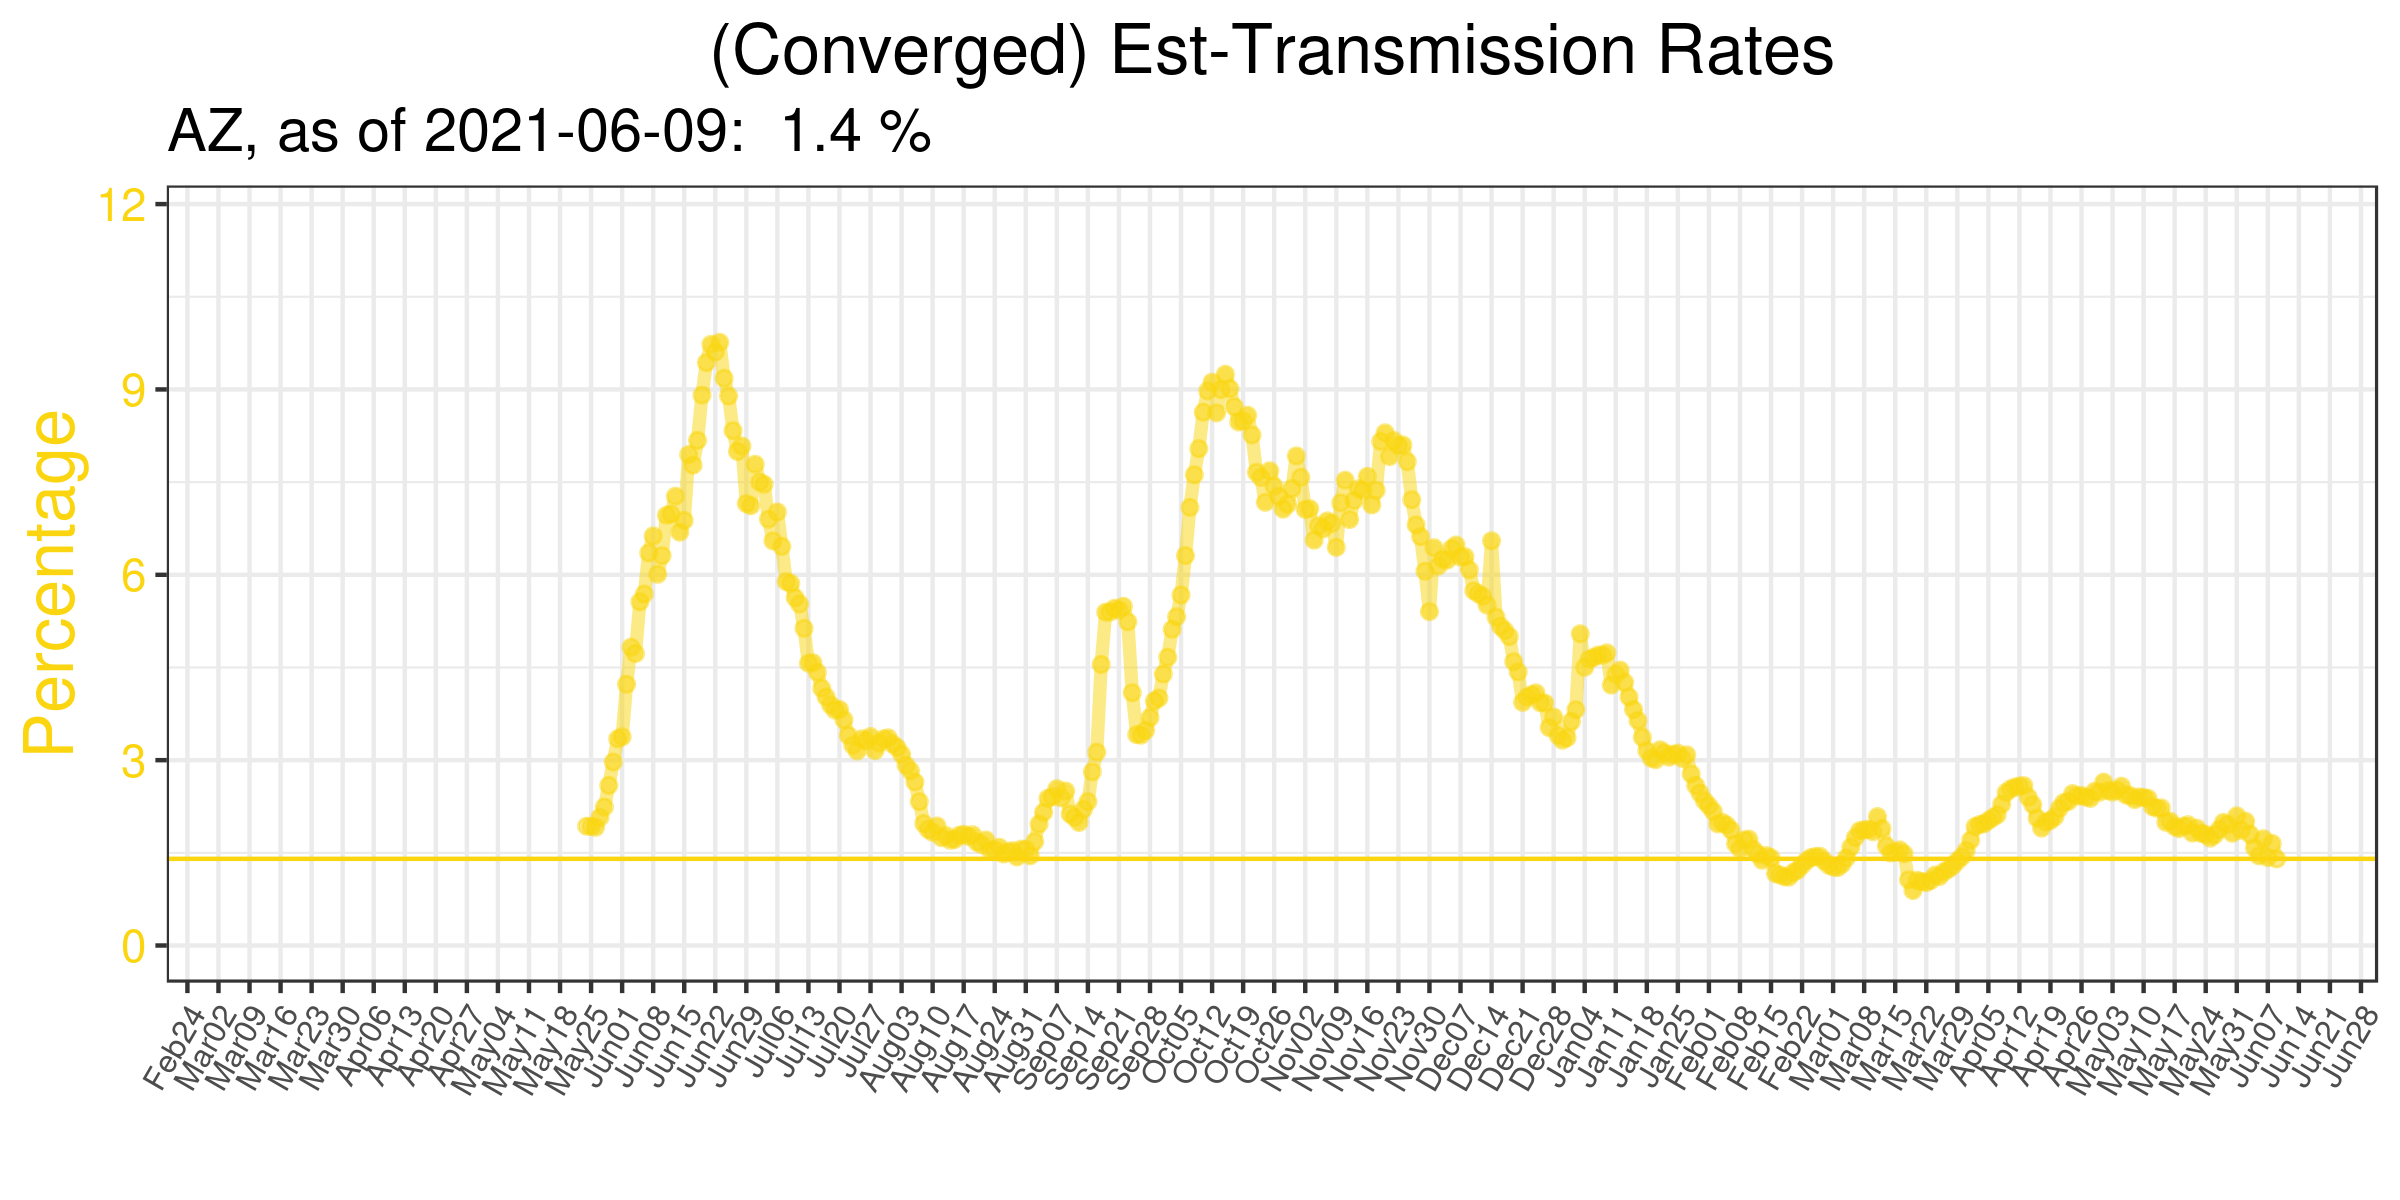 (Converged) Est-Transmission Rates
AZ, as of 2021-06-09: 1.4 %
Percentage
12
9
6
3
0
Feb24
Mar02
Mar09
Mar16
Mar23
Mar30
Apr06
Apr13
Apr20
Apr27
May04
May11
May18
May25
Jun01
Jun08
Jun15
Jun22
Jun29
Jul06
Jul13
Jul20
Jul27
Aug03
Aug10
Aug17
Aug24
Aug31
Sep07
Sep14
Sep21
Sep28
Oct05
Oct12
Oct19
Oct26
Nov02
Nov09
Nov16
Nov23
Nov30
Dec07
Dec14
Dec21
Dec28
Jan04
Jan11
Jan18
Jan25
Feb01
Feb08
Feb15
Feb22
Mar01
Mar08
Mar15
Mar22
Mar29
Apr05
Apr12
Apr19
Apr26
May03
May10
May17
May24
May31
Jun07
Jun14
Jun21
Jun28